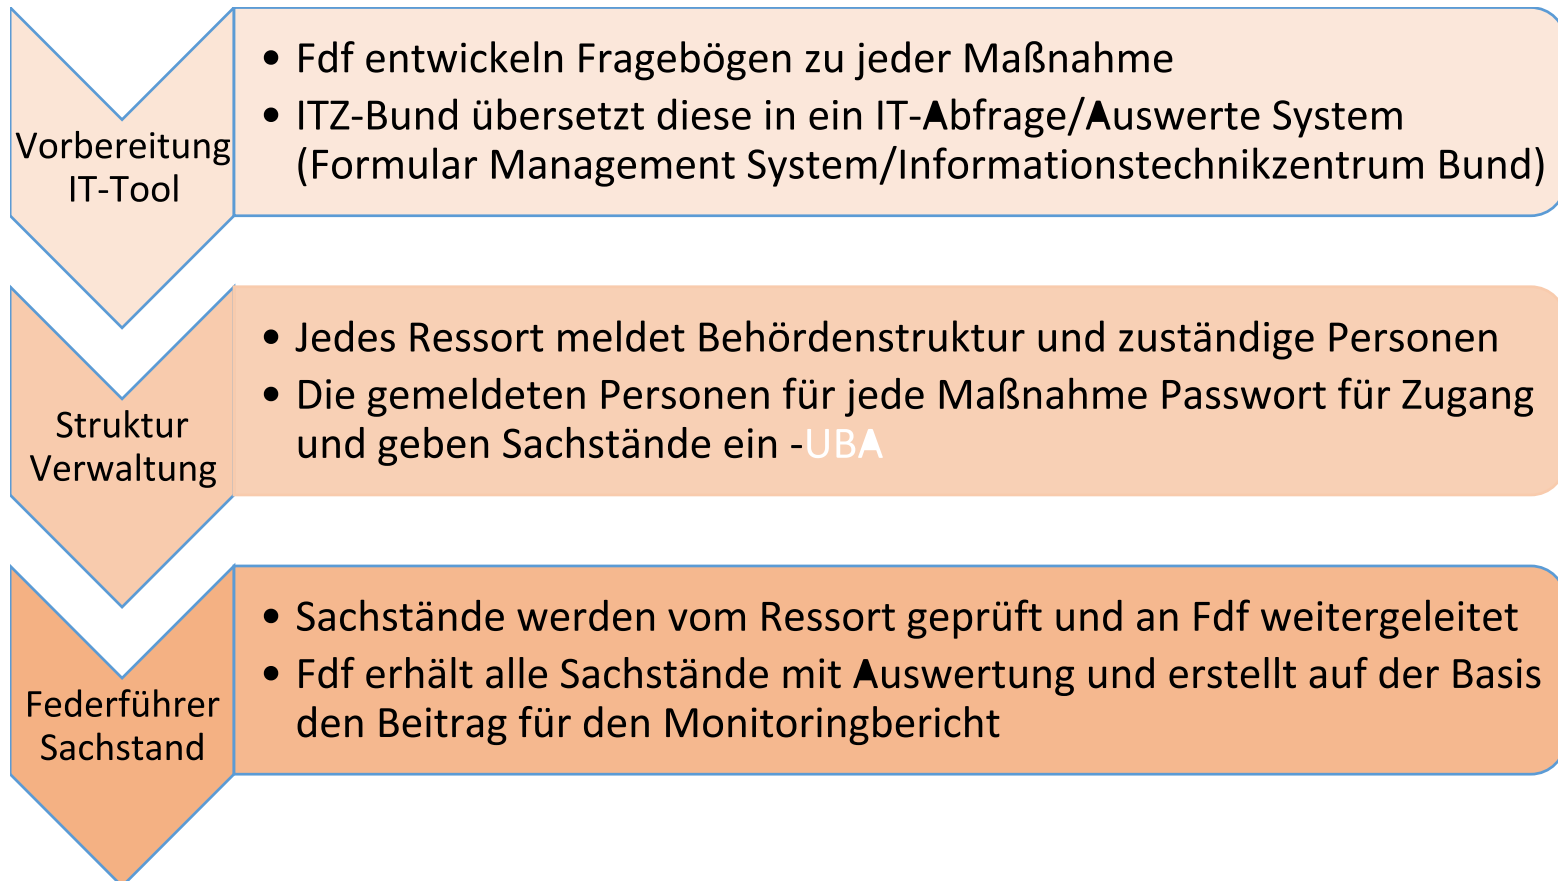 Vorbereitung
IT-Tool
• Fdf entwickeln Fragebögen zu jeder Maßnahme
• ITZ-Bund übersetzt diese in ein IT-Abfrage/Auswerte System
(Formular Management System/Informationstechnikzentrum Bund)
Struktur
Verwaltung
• Jedes Ressort meldet Behördenstruktur und zuständige Personen
• Die gemeldeten Personen für jede Maßnahme Passwort für Zugang
und geben Sachstände ein -UBA
Federführer
Sachstand
• Sachstände werden vom Ressort geprüft und an Fdf weitergeleitet
• Fdf erhält alle Sachstände mit Auswertung und erstellt auf der Basis
den Beitrag für den Monitoringbericht